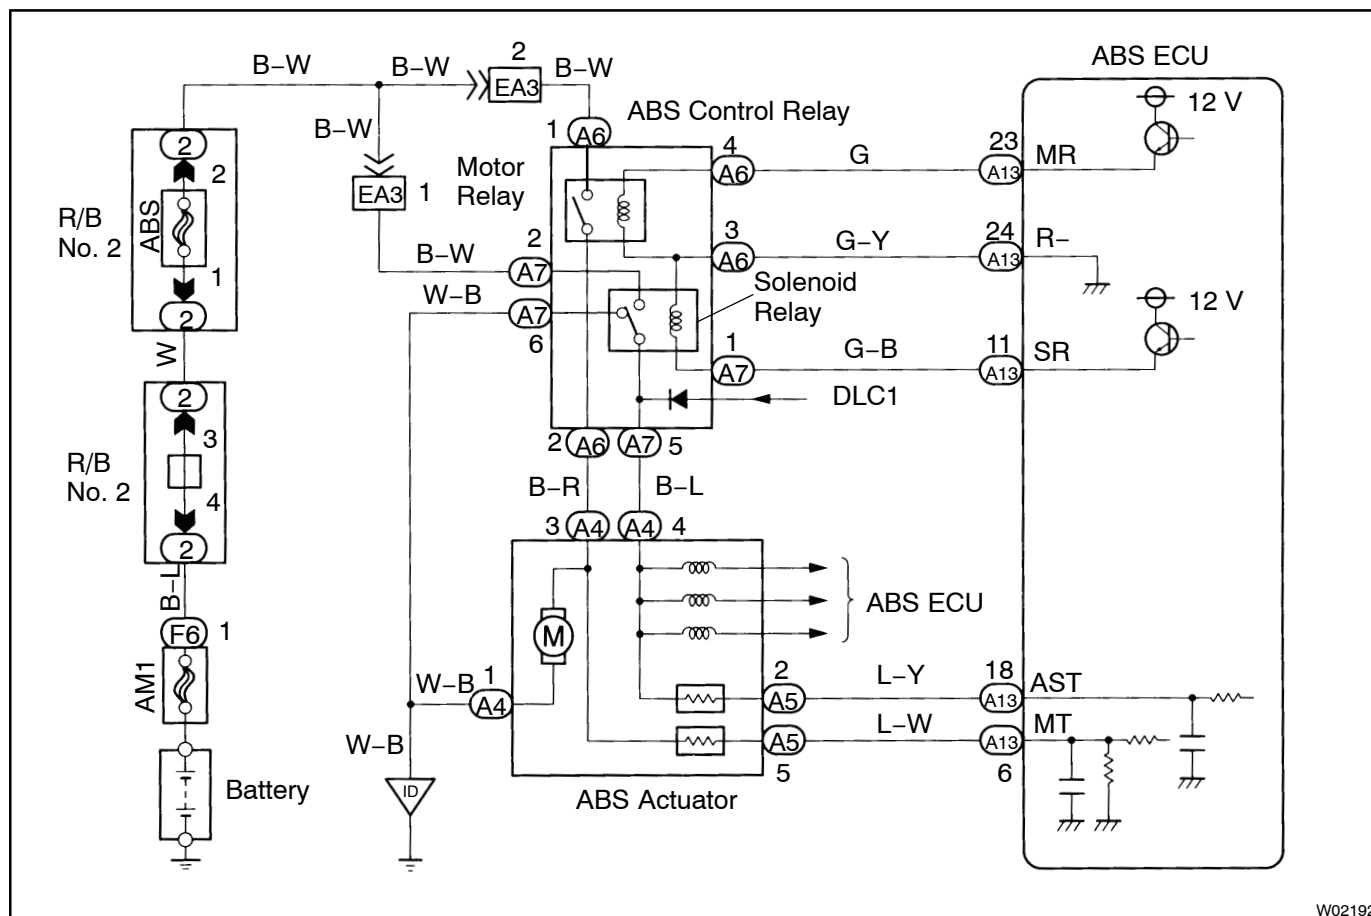 ABS ECU
2
B–W
B–W
B–W
EA3
12 V
ABS Control Relay
B–W
1
A6
4
G
23
MR
2
A6
A13
Motor
Relay
2
EA3
1
R/B
No. 2
ABS
3
24
2
G–Y
R–
B–W
A6
A13
1
A7
Solenoid
Relay
12 V
W–B
2
A7
6
1
G–B
11
SR
W
A7
A13
2
DLC1
3
2
A6
A7
5
R/B
No. 2
4
B–R
B–L
3
A4
A4
4
2
B–L
ABS ECU
F6
1
M
AM1
2
L–Y
18
AST
1
W–B
A5
A13
A4
L–W
MT
A5
A13
W–B
5
6
Battery
ID
ABS Actuator
W02192